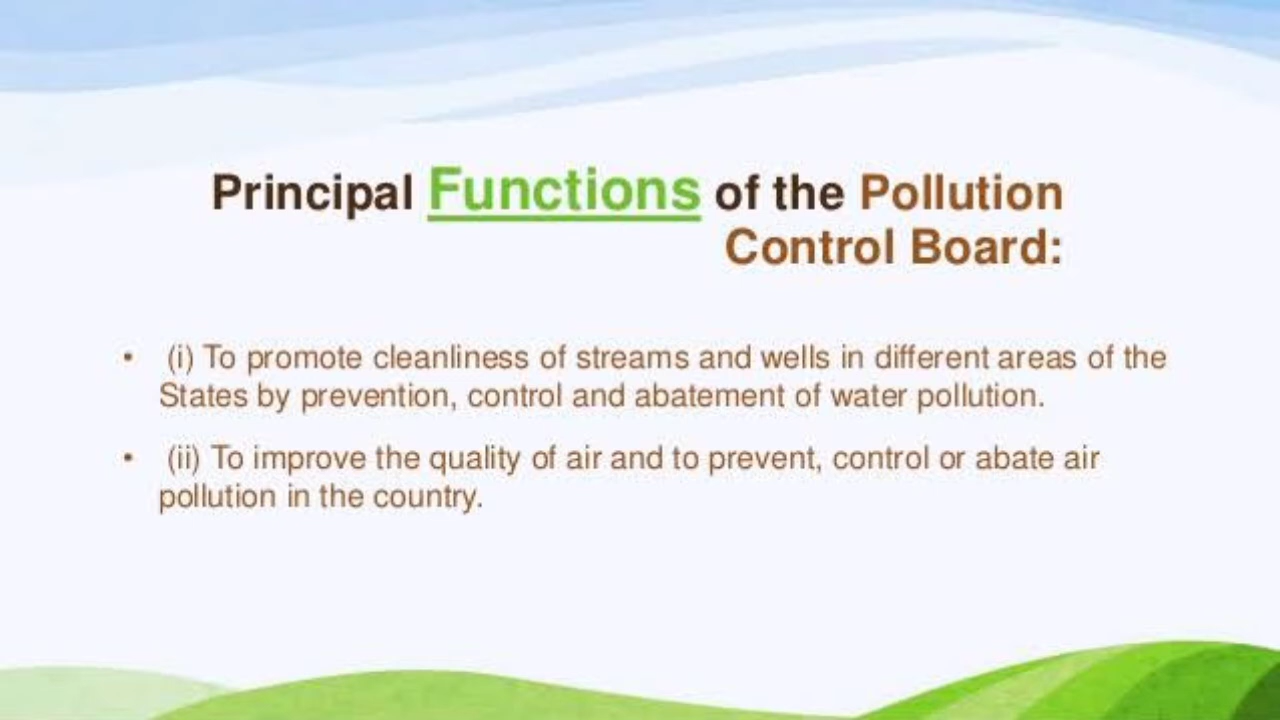 Principal Functions of the Pollution
Control Board:
• (i) To promote cleanliness of streams and wells in different areas of the
States by prevention, control and abatement of water pollution.
• (ii) To improve the quality of air and to prevent, control or abate air
pollution in the country.